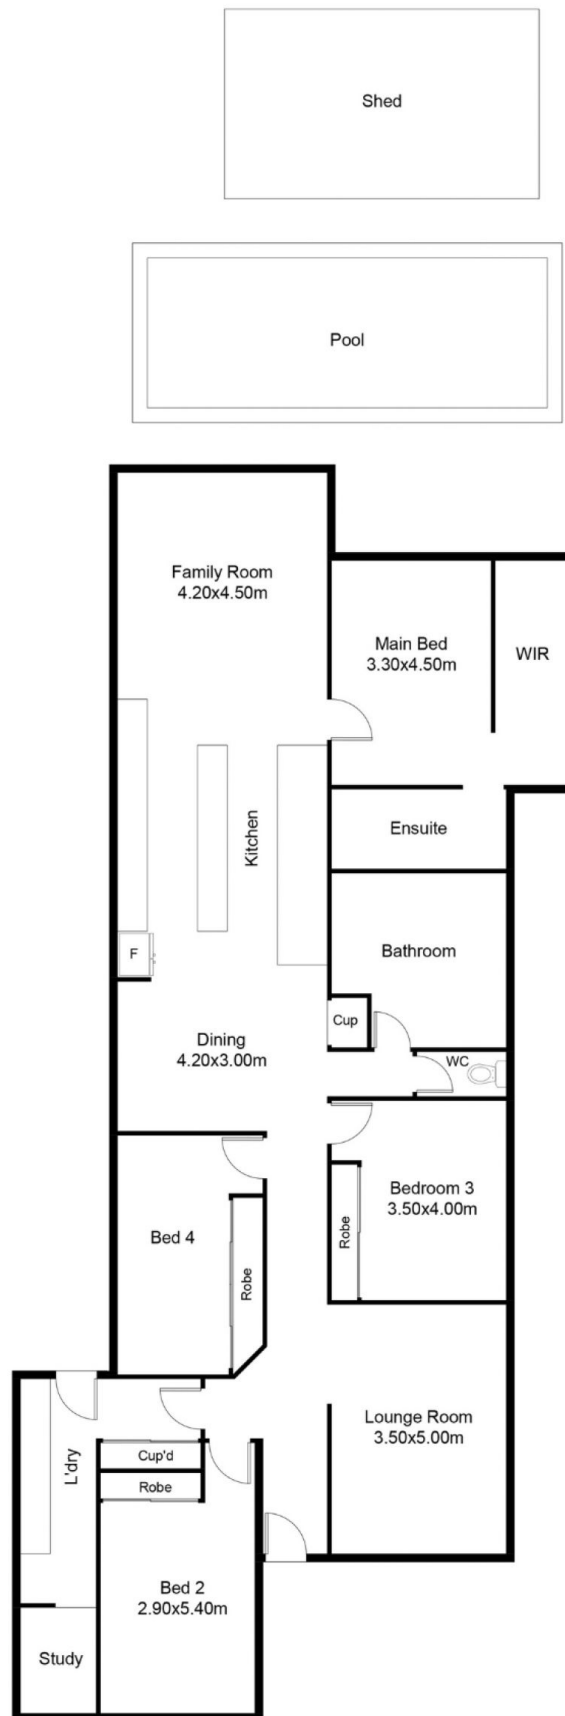 Shed
Pool
Family Room
4.20x4.50m
Main Bed
3.30x4.50m
WIR
Kitchen
Ensuite
F
Bathroom
Cup
Dining
4.20x3.00m
WC
Bedroom 3
3.50x4.00m
Robe
Bed 4
Robe
Lounge Room
3.50x5.00m
L'dry
Cup'd
Robe
Bed 2
2.90x5.40m
Study